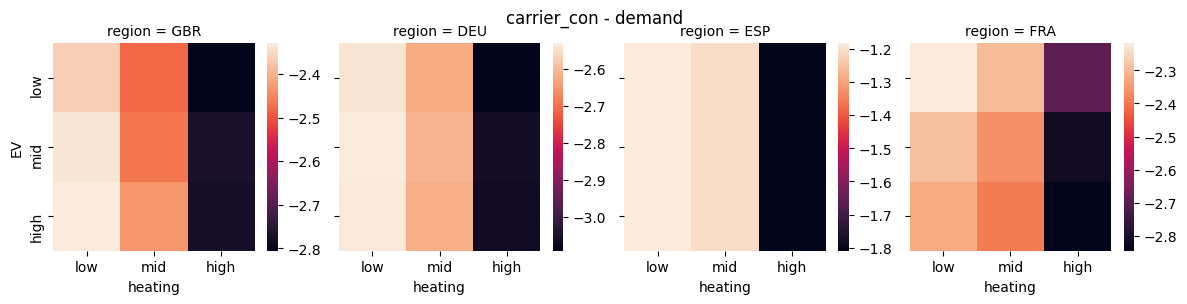 carrier_con - demand
region = GBR
region = DEU
region = ESP
region = FRA
EV
low
mid
high
low mid high
heating
−2.4
−2.5
−2.6
−2.7
−2.8
low mid high
heating
−2.6
−2.7
−2.8
−2.9
−3.0
low mid high
heating
−1.2
−1.3
−1.4
−1.5
−1.6
−1.7
−1.8
low mid high
heating
−2.3
−2.4
−2.5
−2.6
−2.7
−2.8